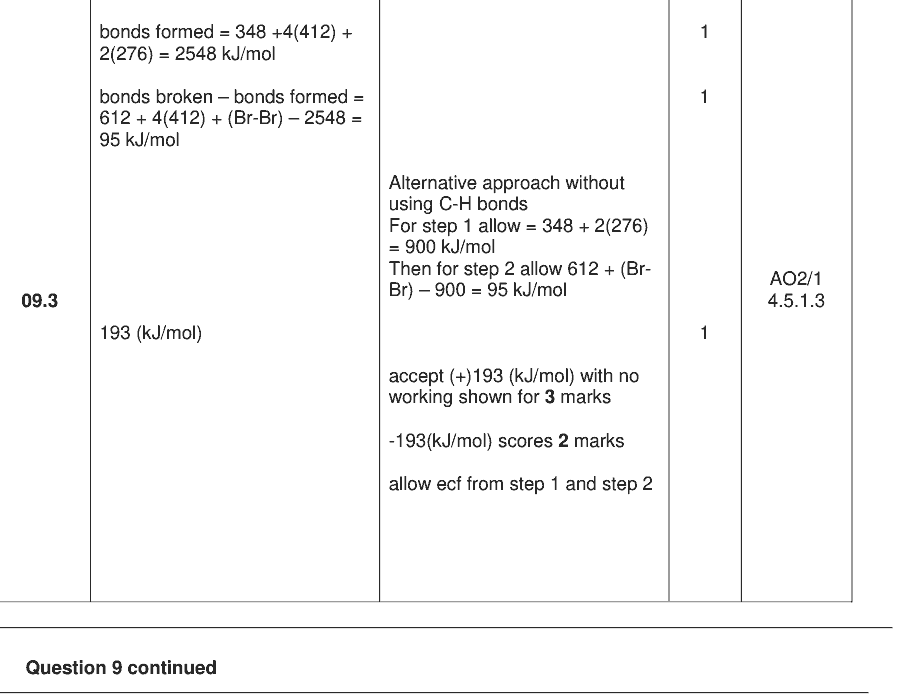 bonds formed = 348 +4(412) +
2(276) = 2548 kJ/mol
1
bonds broken – bonds formed =
612 + 4(412) + (Br-Br) – 2548 =
95 kJ/mol
1
Alternative approach without
using C-H bonds
For step 1 allow = 348 + 2(276)
= 900 kJ/mol
Then for step 2 allow 612 + (Br-
Br) – 900 = 95 kJ/mol
AO2/1
4.5.1.3
09.3
193 (kJ/mol)
1
accept (+)193 (kJ/mol) with no
working shown for 3 marks
-193(kJ/mol) scores 2 marks
allow ecf from step 1 and step 2
Question 9 continued